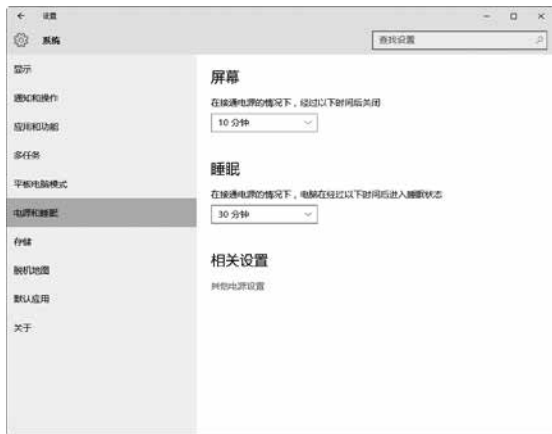 设置
系统
查找设置
显示
通知和操作
应用和功能
多任务
平板电脑模式
电源和睡眠
存储
脱机地图
默认应用
关于
屏幕
在接通电源的情况下，经过以下时间后关闭
10 分钟
睡眠
在接通电源的情况下，电脑在经过以下时间后进入睡眠状态
30 分钟
相关设置
其他电源设置